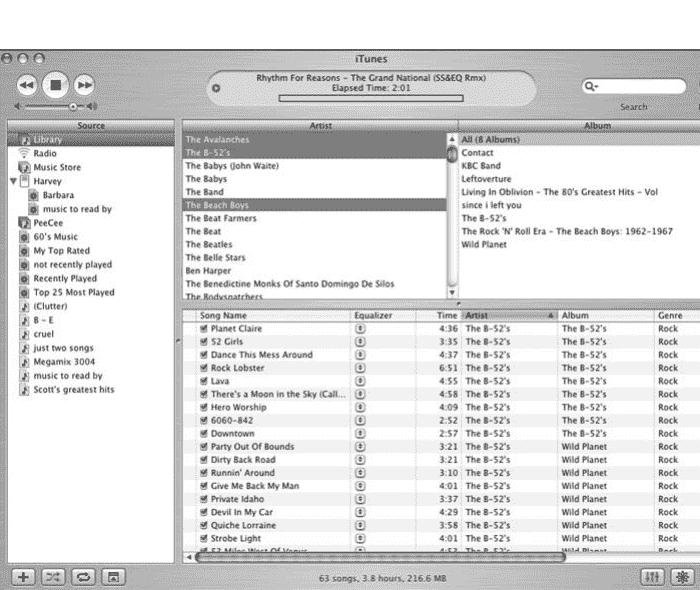 iTunes
Rhythm For Reasons - The Grand National (SS&EQ Rmx)
Elapsed Time: 2:01
Search
Source
Library
Radio
Music Store
Harvey
Barbara
music to read by
PeeCee
60's Music
My Top Rated
not recently played
Recently Played
Top 25 Most Played
(Clutter)
B - E
cruel
just two songs
Megamix 3004
music to read by
Scott's greatest hits
Artist
The Avalanches
The B-52's
The Babys (John Waite)
The Babys
The Band
The Beach Boys
The Beat Farmers
The Beat
The Beatles
The Belle Stars
Ben Harper
The Benedictine Monks Of Santo Domingo De Silos
The Bodysnatchers
Album
All (8 Albums)
Contact
KBC Band
Leftoverture
Living In Oblivion - The 80's Greatest Hits - Vol
since i left you
The B-52's
The Rock 'N' Roll Era - The Beach Boys: 1962-1967
Wild Planet
Song Name Equalizer Time Artist Album Genre
Planet Claire 4:36 The B-52's The B-52's Rock
52 Girls 3:35 The B-52's The B-52's Rock
Dance This Mess Around 4:37 The B-52's The B-52's Rock
Rock Lobster 6:51 The B-52's The B-52's Rock
Lava 4:55 The B-52's The B-52's Rock
There's a Moon in the Sky (Call... 4:58 The B-52's The B-52's Rock
Hero Worship 4:09 The B-52's The B-52's Rock
6060-842 2:52 The B-52's The B-52's Rock
Downtown 2:57 The B-52's The B-52's Rock
Party Out Of Bounds 3:21 The B-52's Wild Planet Rock
Dirty Back Road 3:21 The B-52's Wild Planet Rock
Runnin' Around 3:10 The B-52's Wild Planet Rock
Give Me Back My Man 4:01 The B-52's Wild Planet Rock
Private Idaho 3:37 The B-52's Wild Planet Rock
Devil In My Car 4:29 The B-52's Wild Planet Rock
Quiche Lorraine 3:58 The B-52's Wild Planet Rock
Strobe Light 4:01 The B-52's Wild Planet Rock
53 Miles West Of Venus 4:53 The B-52's Wild Planet Rock
63 songs, 3.8 hours, 216.6 MB